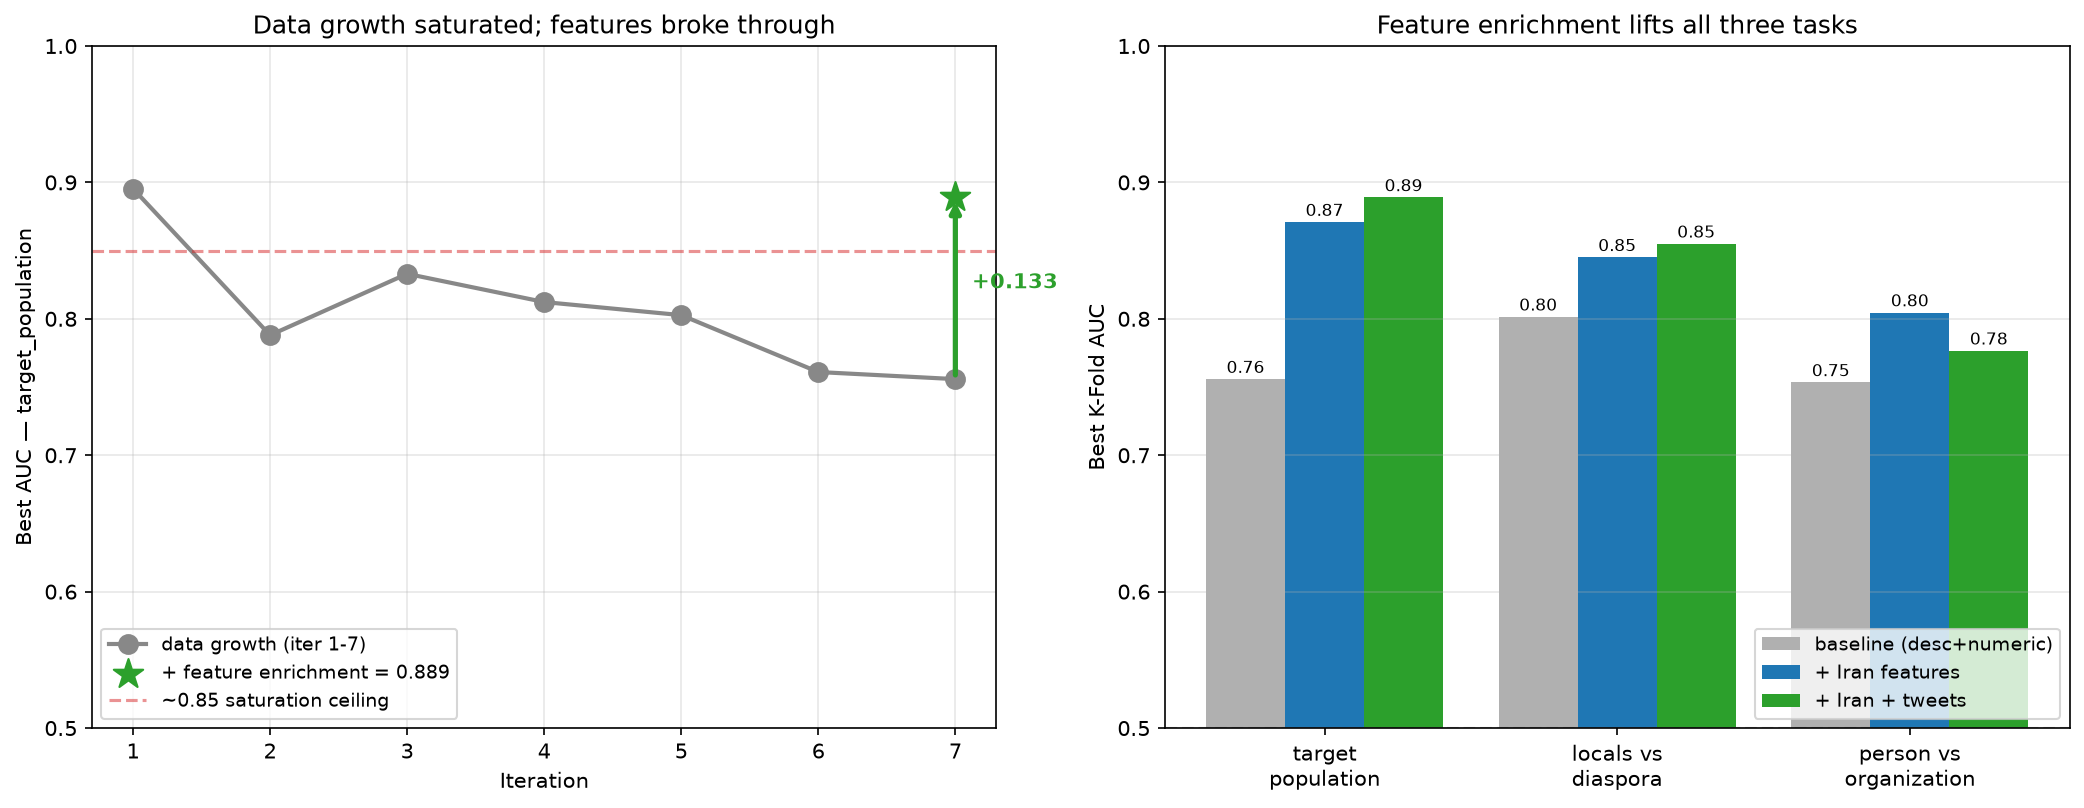 Data growth saturated; features broke through
Best AUC — target_population
1.0
0.9
0.8
0.7
0.6
0.5
+0.133
data growth (iter 1-7)
+ feature enrichment = 0.889
~0.85 saturation ceiling
1 2 3 4 5 6 7
Iteration
Feature enrichment lifts all three tasks
Best K-Fold AUC
1.0
0.9
0.8
0.7
0.6
0.5
0.76
0.87
0.89
0.80
0.85
0.85
0.75
0.80
0.78
baseline (desc+numeric)
+ Iran features
+ Iran + tweets
target
population
locals vs
diaspora
person vs
organization